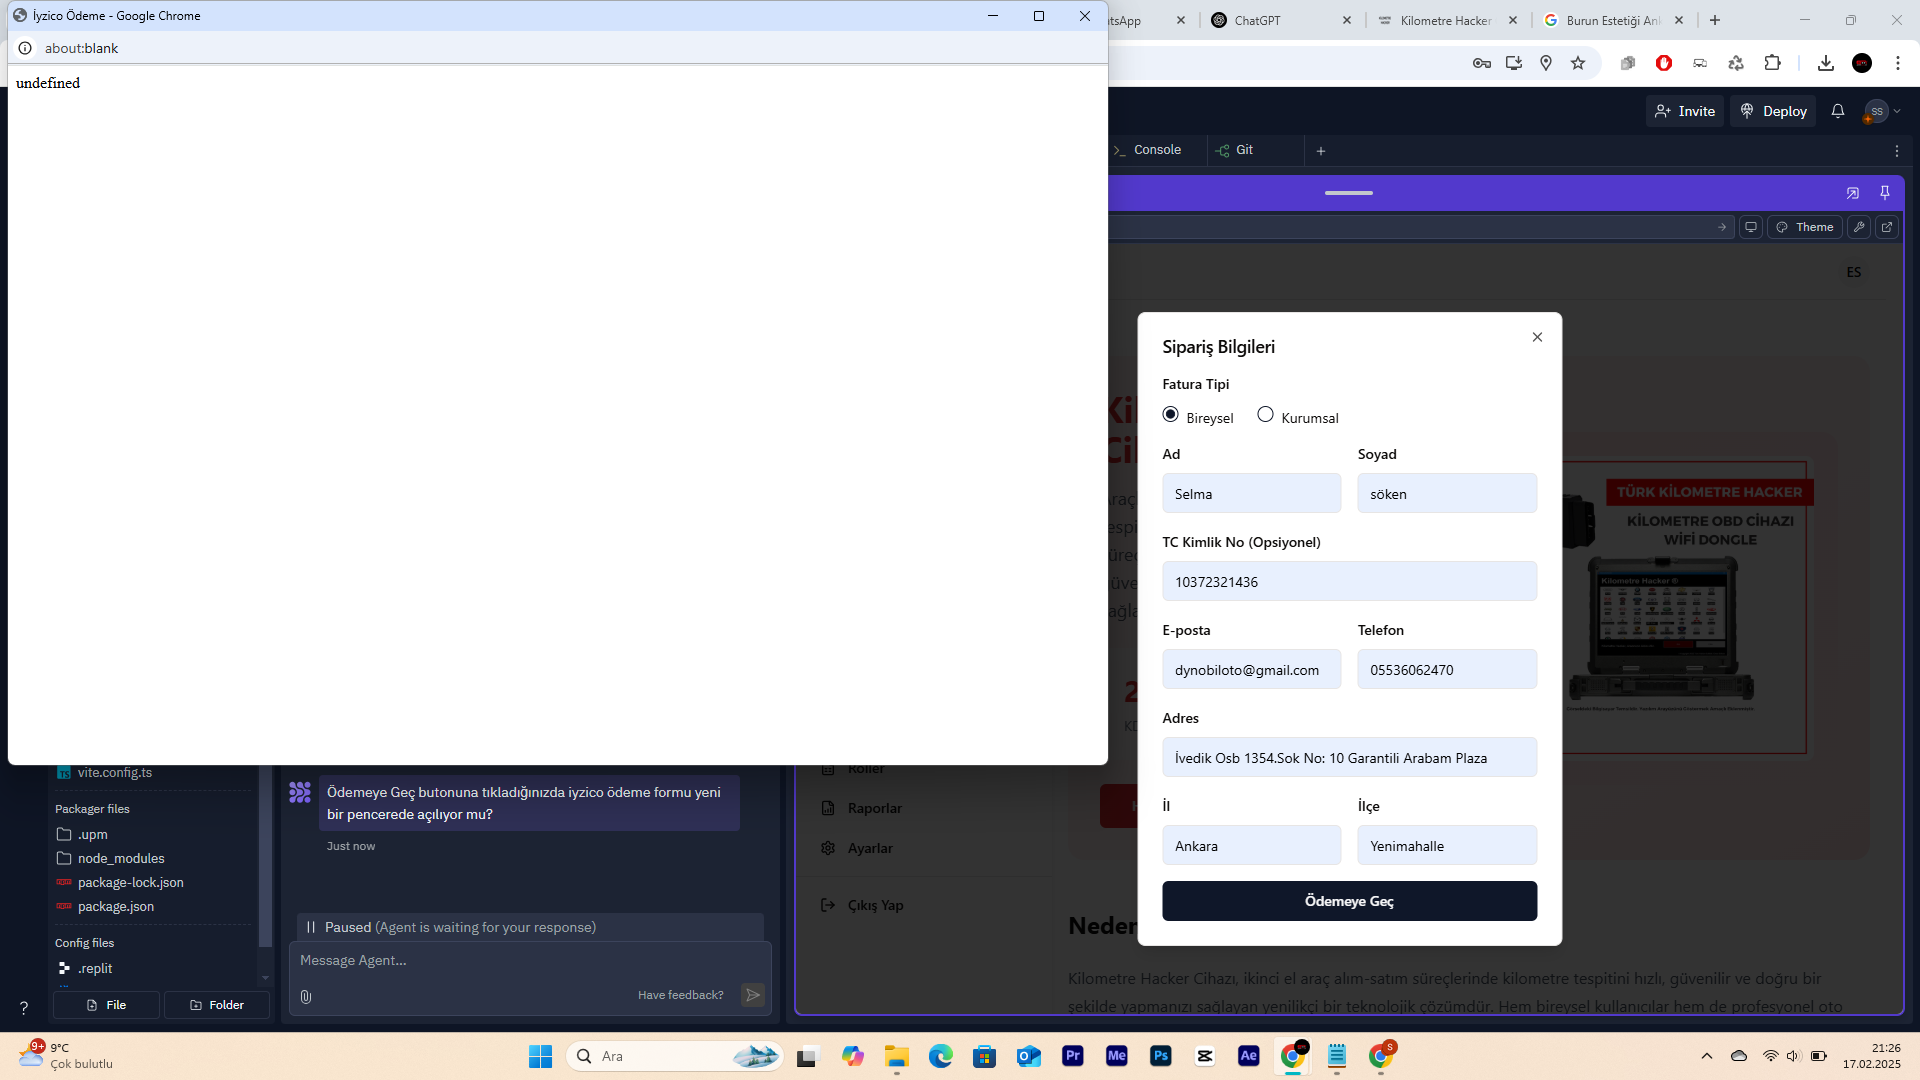 İyzico Ödeme - Google Chrome
about:blank
undefined
tsApp
ChatGPT
Kilometre Hacker
Burun Estetiği An
Invite
Deploy
SS
Console
Git
Theme
ES
Sipariş Bilgileri
Fatura Tipi
Bireysel
Kurumsal
Ad
Soyad
Selma
söken
TC Kimlik No (Opsiyonel)
10372321436
E-posta
Telefon
dynobiloto@gmail.com
05536062470
Adres
İvedik Osb 1354.Sok No: 10 Garantili Arabam Plaza
İl
İlçe
Ankara
Yenimahalle
Ödemeye Geç
TÜRK KİLOMETRE HACKER
KİLOMETRE OBD CİHAZI
WİFİ DONGLE
Kilometre Hacker ®
vite.config.ts
Packager files
.upm
node_modules
package-lock.json
package.json
Config files
.replit
File
Folder
Ödemeye Geç butonuna tıkladığınızda iyzico ödeme formu yeni
bir pencerede açılıyor mu?
Just now
Paused (Agent is waiting for your response)
Message Agent...
Have feedback?
Roller
Raporlar
Ayarlar
Çıkış Yap
Neden
Kilometre Hacker Cihazı, ikinci el araç alım-satım süreçlerinde kilometre tespitini hızlı, güvenilir ve doğru bir
şekilde yapmanızı sağlayan yenilikçi bir teknolojik çözümdür. Hem bireysel kullanıcılar hem de profesyonel oto
9+
9°C
Çok bulutlu
Ara
Pr
Me
Ps
Ae
S
21:26
17.02.2025